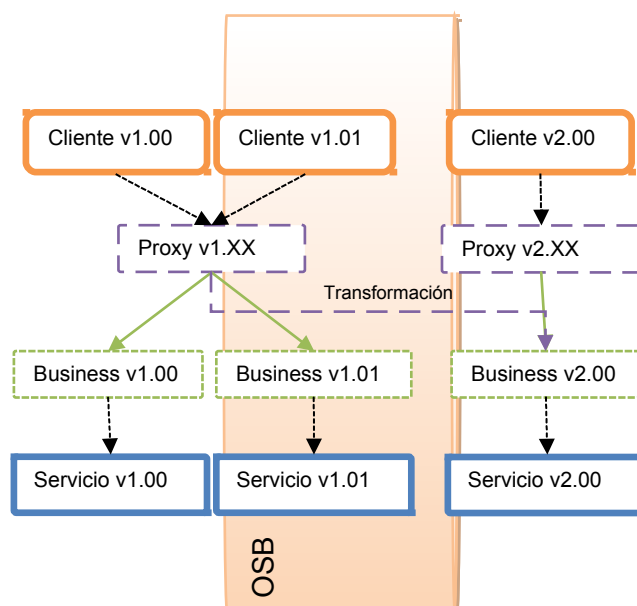 Cliente v1.00
Cliente v1.01
Cliente v2.00
Proxy v1.XX
Proxy v2.XX
Transformación
Business v1.00
Business v1.01
Business v2.00
Servicio v1.00
Servicio v1.01
Servicio v2.00
OSB